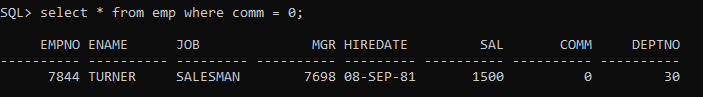 SQL> select * from emp where comm = 0;
     EMPNO ENAME      JOB              MGR HIREDATE         SAL       COMM     DEPTNO
---------- ---------- --------- ---------- --------- ---------- ---------- ----------
      7844 TURNER     SALESMAN        7698 08-SEP-81       1500          0         30